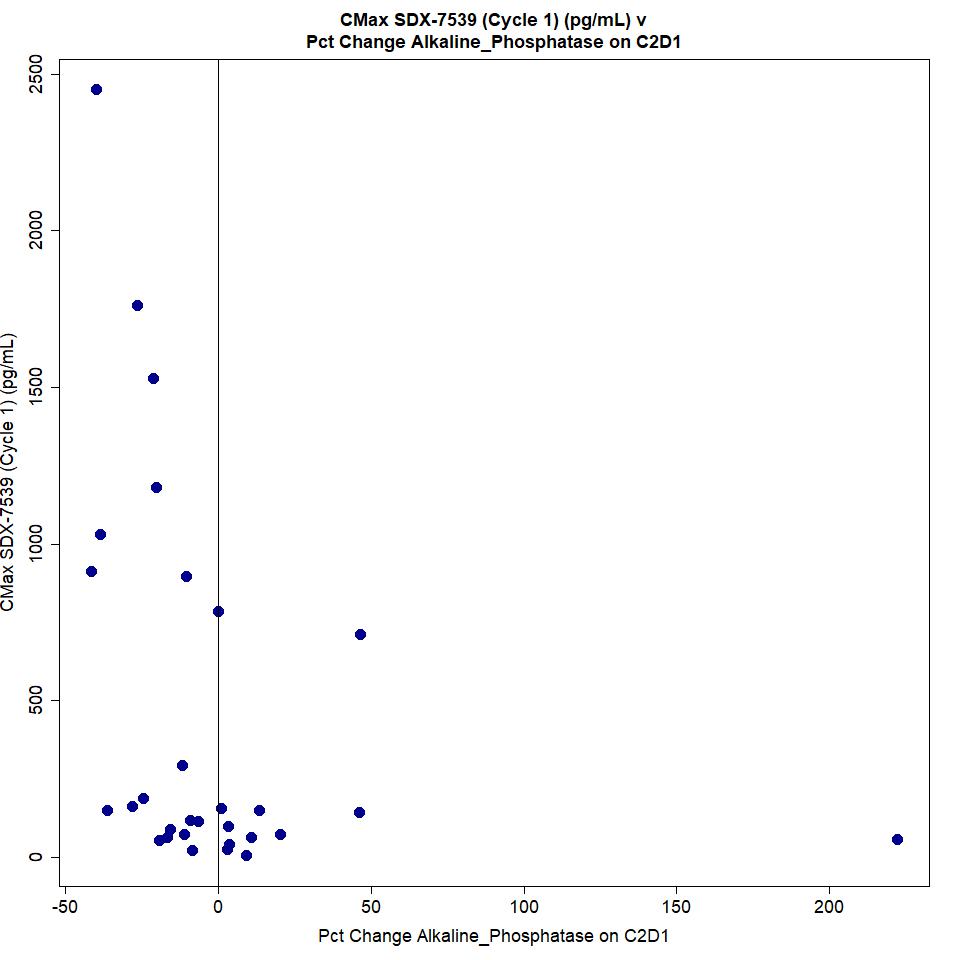 CMax SDX-7539 (Cycle 1) (pg/mL) v
Pct Change Alkaline_Phosphatase on C2D1
CMax SDX-7539 (Cycle 1) (pg/mL)
2500
2000
1500
1000
500
0
-50 0 50 100 150 200
Pct Change Alkaline_Phosphatase on C2D1